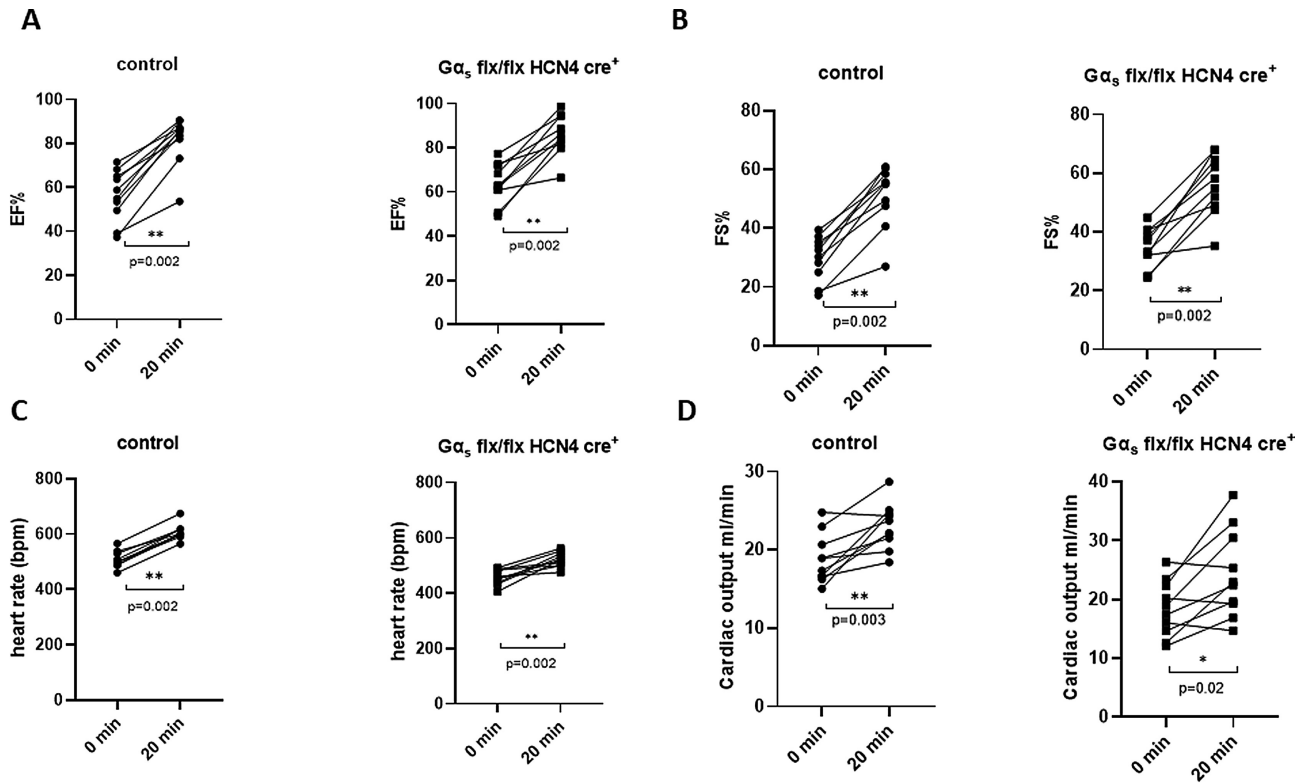 A
control
EF%
100
80
60
40
20
0
**
p=0.002
0 min
20 min
Gαs flx/flx HCN4 cre+
EF%
100
80
60
40
20
0
**
p=0.002
0 min
20 min
B
control
FS%
80
60
40
20
0
**
p=0.002
0 min
20 min
Gαs flx/flx HCN4 cre+
FS%
80
60
40
20
0
**
p=0.002
0 min
20 min
C
control
heart rate (bpm)
800
600
400
200
0
**
p=0.002
0 min
20 min
Gαs flx/flx HCN4 cre+
heart rate (bpm)
800
600
400
200
0
**
p=0.002
0 min
20 min
D
control
Cardiac output ml/min
30
20
10
0
**
p=0.003
0 min
20 min
Gαs flx/flx HCN4 cre+
Cardiac output ml/min
40
30
20
10
0
*
p=0.02
0 min
20 min